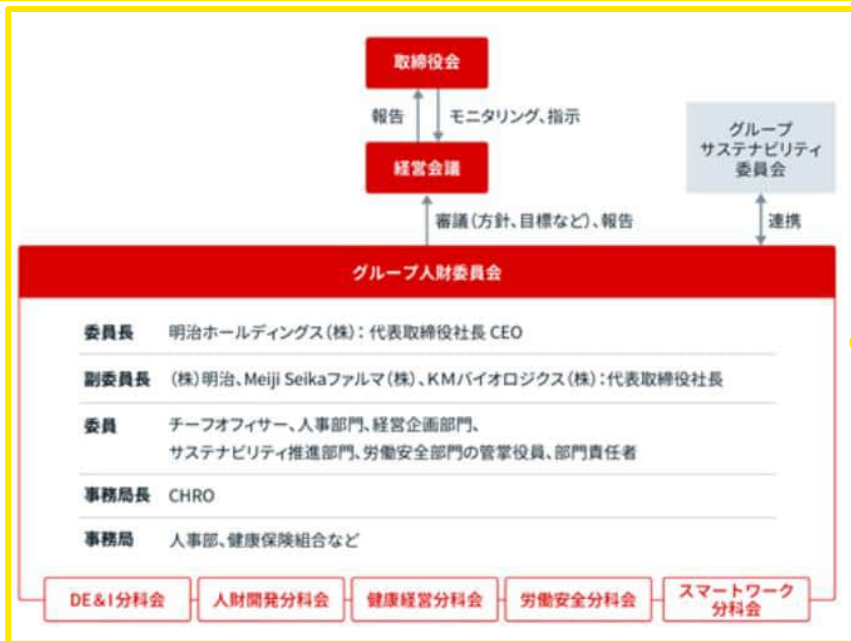 取締役会
報告
モニタリング、指示
経営会議
グループ
サステナビリティ
委員会
審議（方針、目標など）、報告
連携
グループ人財委員会
委員長 明治ホールディングス（株）：代表取締役社長 CEO
副委員長 （株）明治、Meiji Seikaファルマ（株）、KMバイオロジクス（株）：代表取締役社長
委員 チーフオフィサー、人事部門、経営企画部門、
サステナビリティ推進部門、労働安全部門の管掌役員、部門責任者
事務局長 CHRO
事務局 人事部、健康保険組合など
DE&I分科会
人財開発分科会
健康経営分科会
労働安全分科会
スマートワーク
分科会